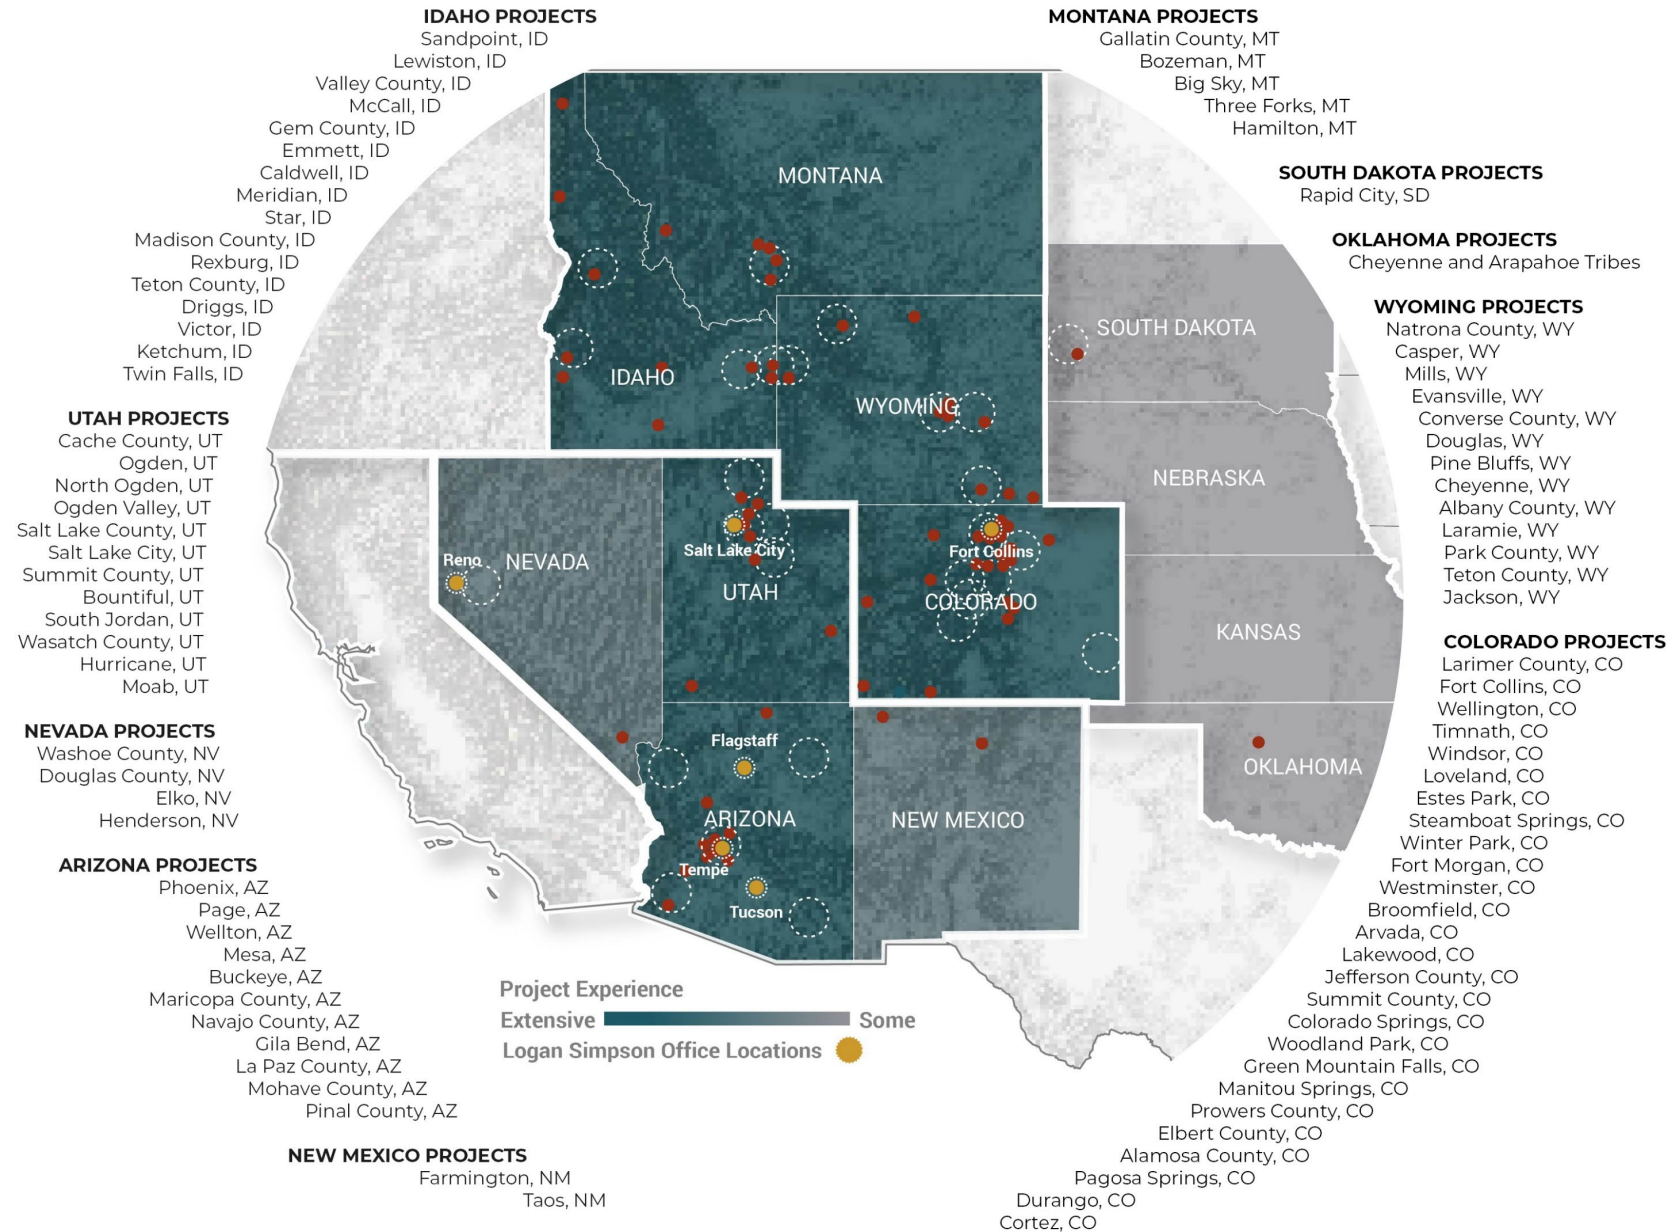 IDAHO PROJECTS
Sandpoint, ID
Lewiston, ID
Valley County, ID
McCall, ID
Gem County, ID
Emmett, ID
Caldwell, ID
Meridian, ID
Star, ID
Madison County, ID
Rexburg, ID
Teton County, ID
Driggs, ID
Victor, ID
Ketchum, ID
Twin Falls, ID
UTAH PROJECTS
Cache County, UT
Ogden, UT
North Ogden, UT
Ogden Valley, UT
Salt Lake County, UT
Salt Lake City, UT
Summit County, UT
Bountiful, UT
South Jordan, UT
Wasatch County, UT
Hurricane, UT
Moab, UT
NEVADA PROJECTS
Washoe County, NV
Douglas County, NV
Elko, NV
Henderson, NV
ARIZONA PROJECTS
Phoenix, AZ
Page, AZ
Wellton, AZ
Mesa, AZ
Buckeye, AZ
Maricopa County, AZ
Navajo County, AZ
Gila Bend, AZ
La Paz County, AZ
Mohave County, AZ
Pinal County, AZ
NEW MEXICO PROJECTS
Farmington, NM
Taos, NM
MONTANA
IDAHO
WYOMING
SOUTH DAKOTA
NEBRASKA
KANSAS
OKLAHOMA
Reno
NEVADA
Salt Lake City
UTAH
Fort Collins
COLORADO
Flagstaff
ARIZONA
Tempe
Tucson
NEW MEXICO
Project Experience
Extensive Some
Logan Simpson Office Locations
MONTANA PROJECTS
Gallatin County, MT
Bozeman, MT
Big Sky, MT
Three Forks, MT
Hamilton, MT
SOUTH DAKOTA PROJECTS
Rapid City, SD
OKLAHOMA PROJECTS
Cheyenne and Arapahoe Tribes
WYOMING PROJECTS
Natrona County, WY
Casper, WY
Mills, WY
Evansville, WY
Converse County, WY
Douglas, WY
Pine Bluffs, WY
Cheyenne, WY
Albany County, WY
Laramie, WY
Park County, WY
Teton County, WY
Jackson, WY
COLORADO PROJECTS
Larimer County, CO
Fort Collins, CO
Wellington, CO
Timnath, CO
Windsor, CO
Loveland, CO
Estes Park, CO
Steamboat Springs, CO
Winter Park, CO
Fort Morgan, CO
Westminster, CO
Broomfield, CO
Arvada, CO
Lakewood, CO
Jefferson County, CO
Summit County, CO
Colorado Springs, CO
Woodland Park, CO
Green Mountain Falls, CO
Manitou Springs, CO
Prowers County, CO
Elbert County, CO
Alamosa County, CO
Pagosa Springs, CO
Durango, CO
Cortez, CO